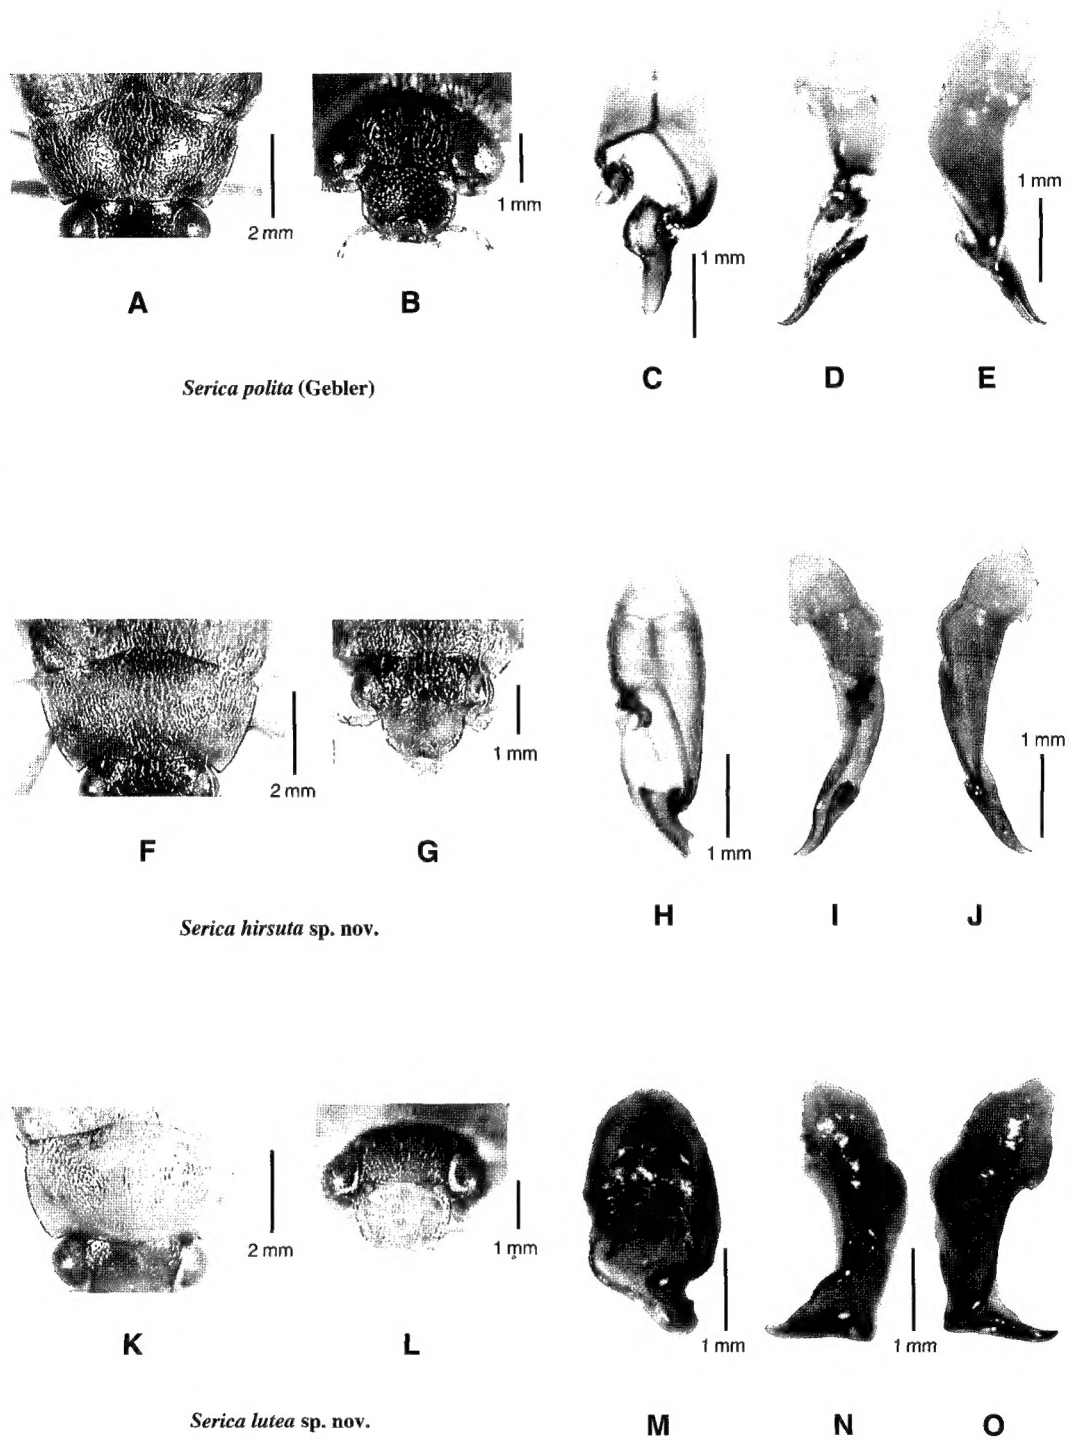 2 mm
1 mm
A
B
1 mm
1 mm
C
D
E
Serica polita (Gebler)
2 mm
1 mm
F
G
1 mm
1 mm
H
I
J
Serica hirsuta sp. nov.
2 mm
1 mm
K
L
1 mm
1 mm
M
N
O
Serica lutea sp. nov.